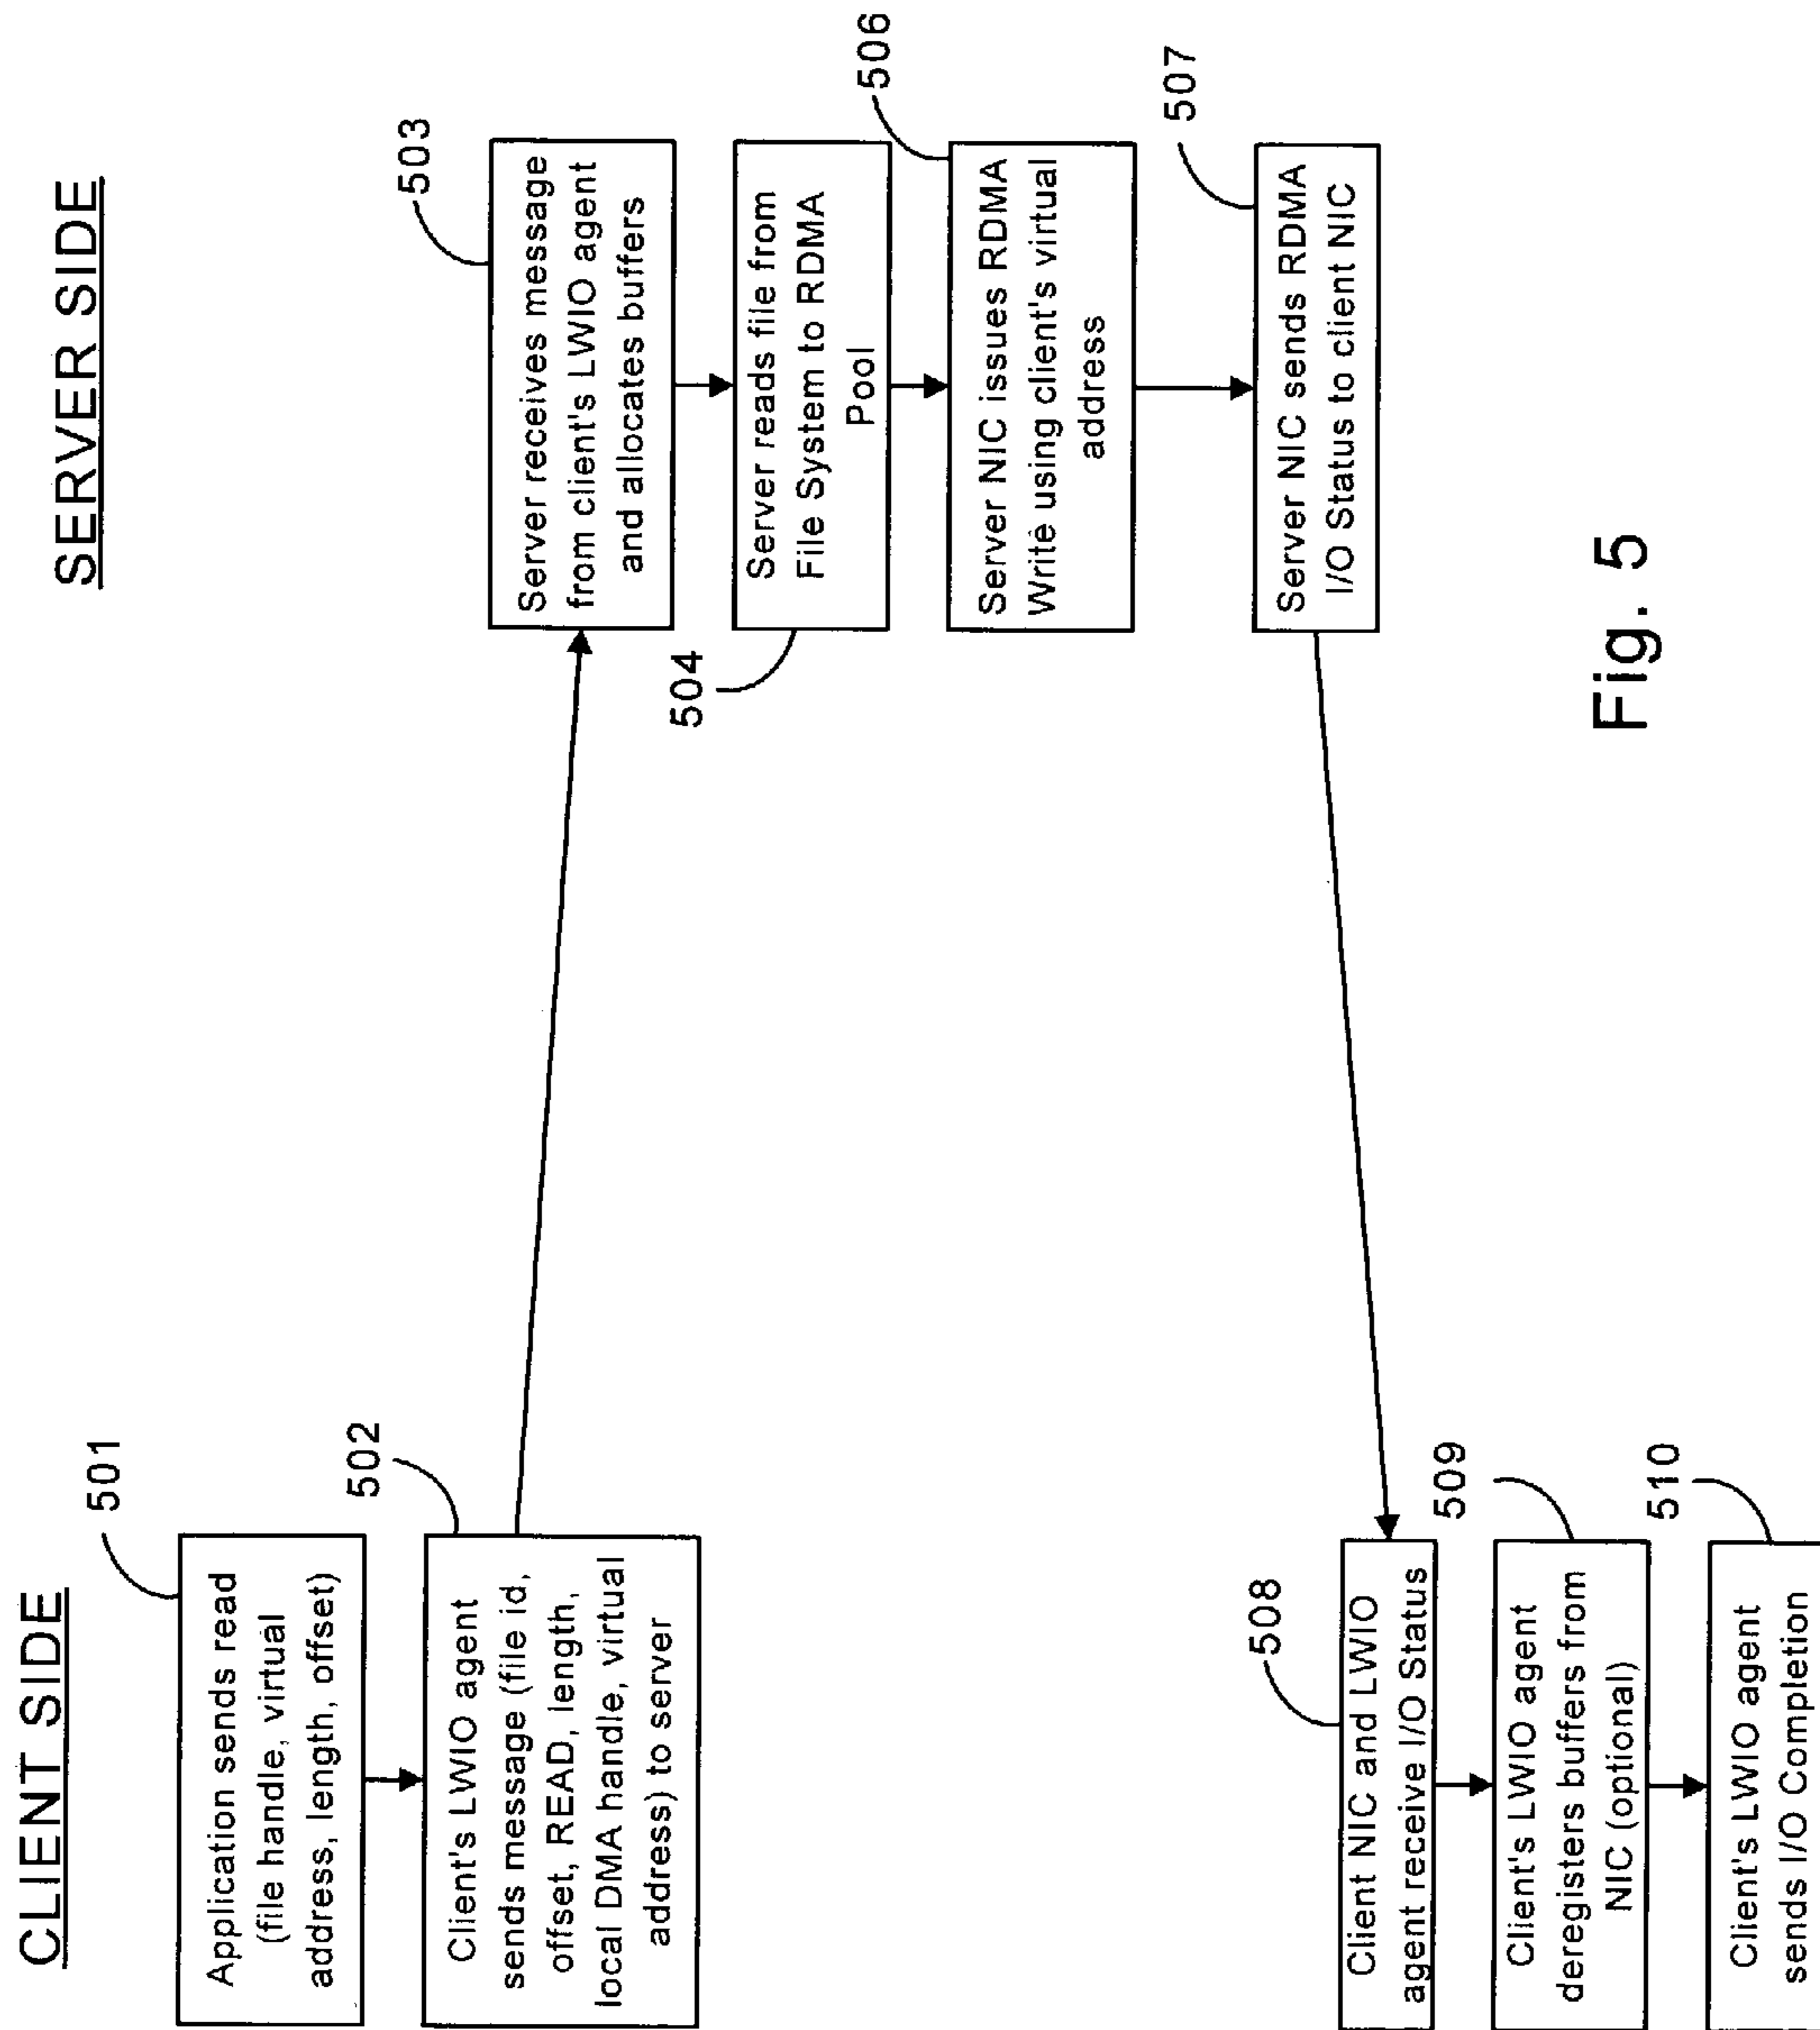 CLIENT SIDE
501
Application sends read
(file handle, virtual
address, length, offset)
502
Client's LWIO agent
sends message (file id,
offset, READ, length,
local DMA handle, virtual
address) to server
SERVER SIDE
503
Server receives message
from client's LWIO agent
and allocates buffers
504
Server reads file from
File System to RDMA
Pool
506
Server NIC issues RDMA
Write using client's virtual
address
507
Server NIC sends RDMA
I/O Status to client NIC
508
Client NIC and LWIO
agent receive I/O Status
509
Client's LWIO agent
deregisters buffers from
NIC (optional)
510
Client's LWIO agent
sends I/O Completion
Fig. 5